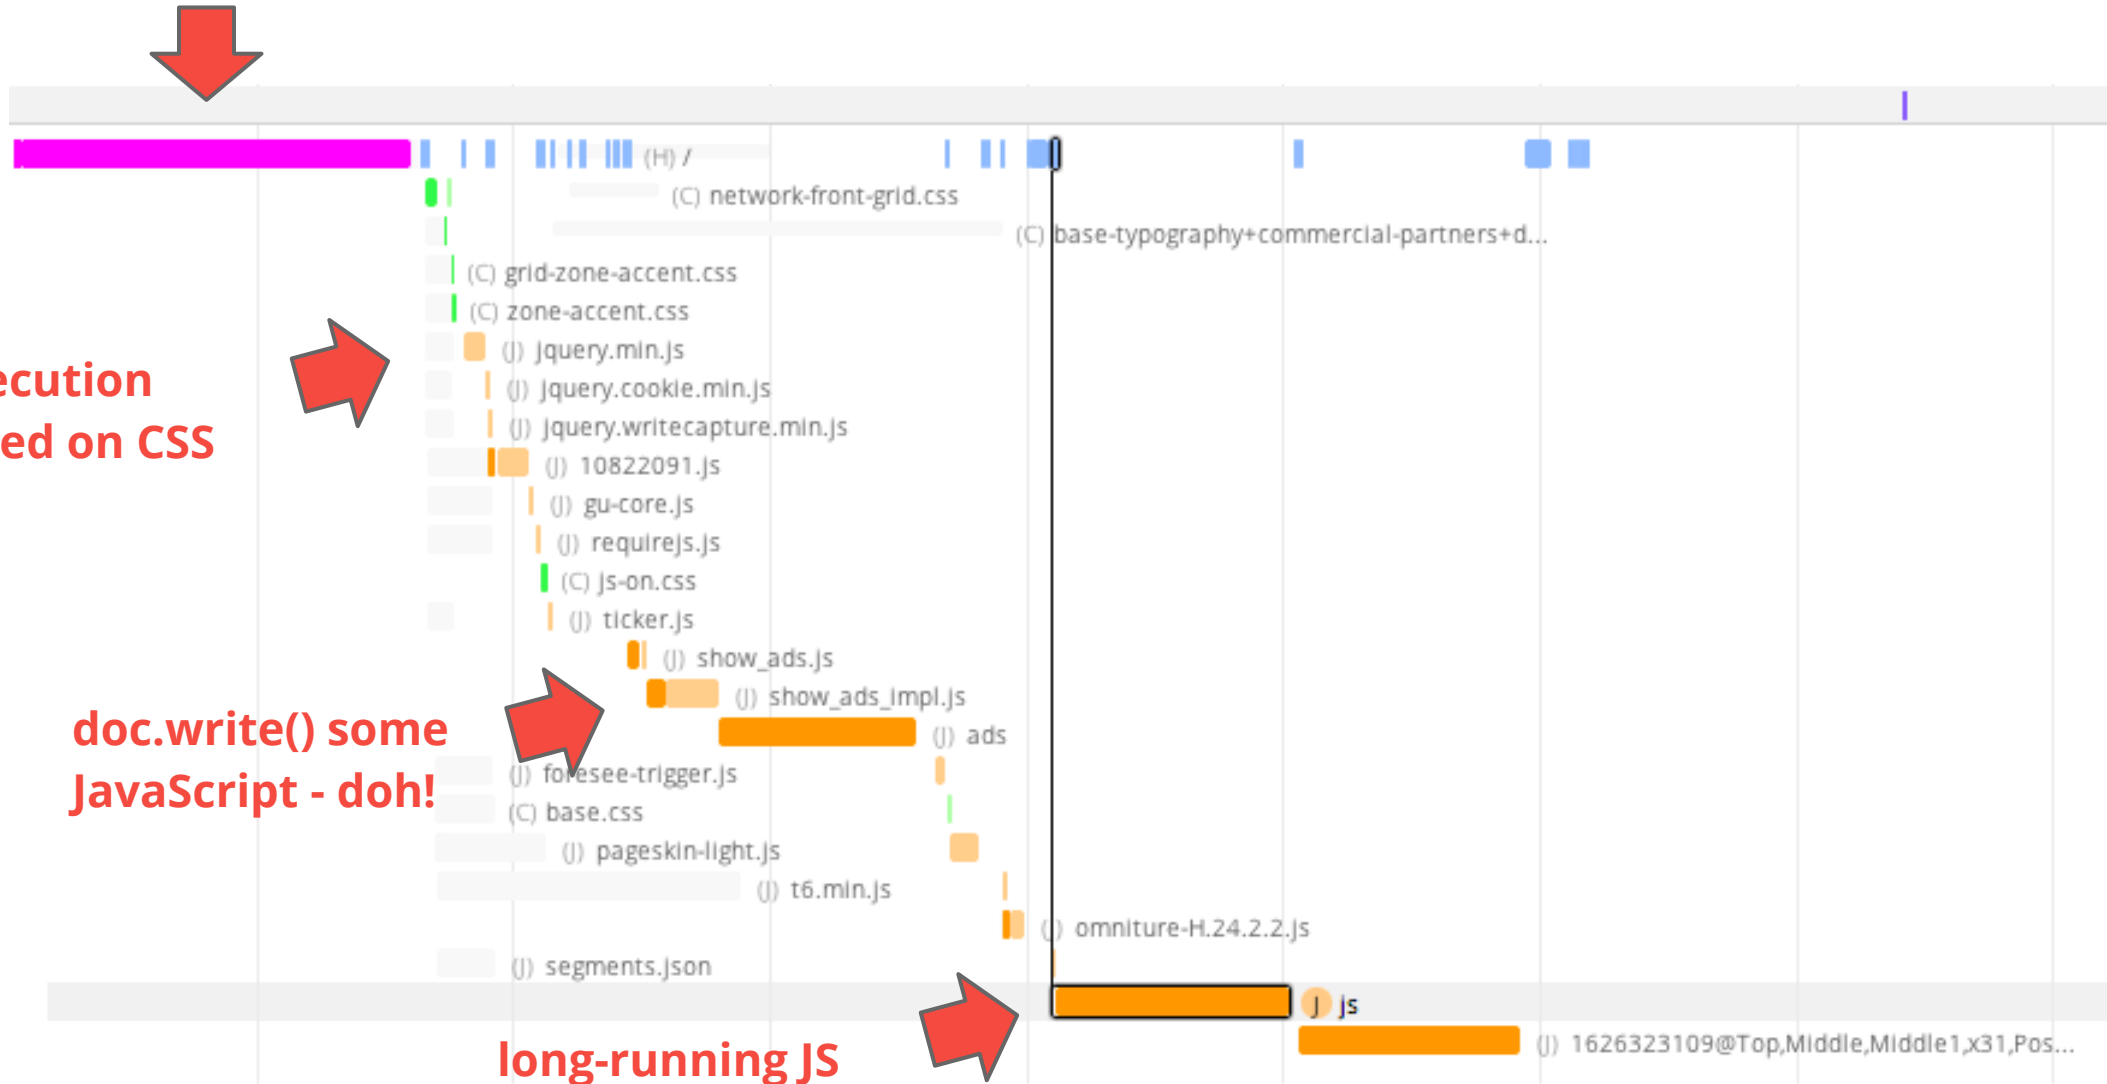 (H) /
(C) network-front-grid.css
(C) base-typography+commercial-partners+d...
(C) grid-zone-accent.css
(C) zone-accent.css
(J) jquery.min.js
ecution
(J) jquery.cookie.min.js
(J) jquery.writecapture.min.js
ed on CSS
(J) 10822091.js
(J) gu-core.js
(J) requirejs.js
(C) js-on.css
(J) ticker.js
(J) show_ads.js
(J) show_ads_impl.js
doc.write() some
(J) ads
(J) foresee-trigger.js
JavaScript - doh!
(C) base.css
(J) pageskin-light.js
(J) t6.min.js
(J) omniture-H.24.2.2.js
(J) segments.json
J js
(J) 1626323109@Top,Middle,Middle1,x31,Pos...
long-running JS